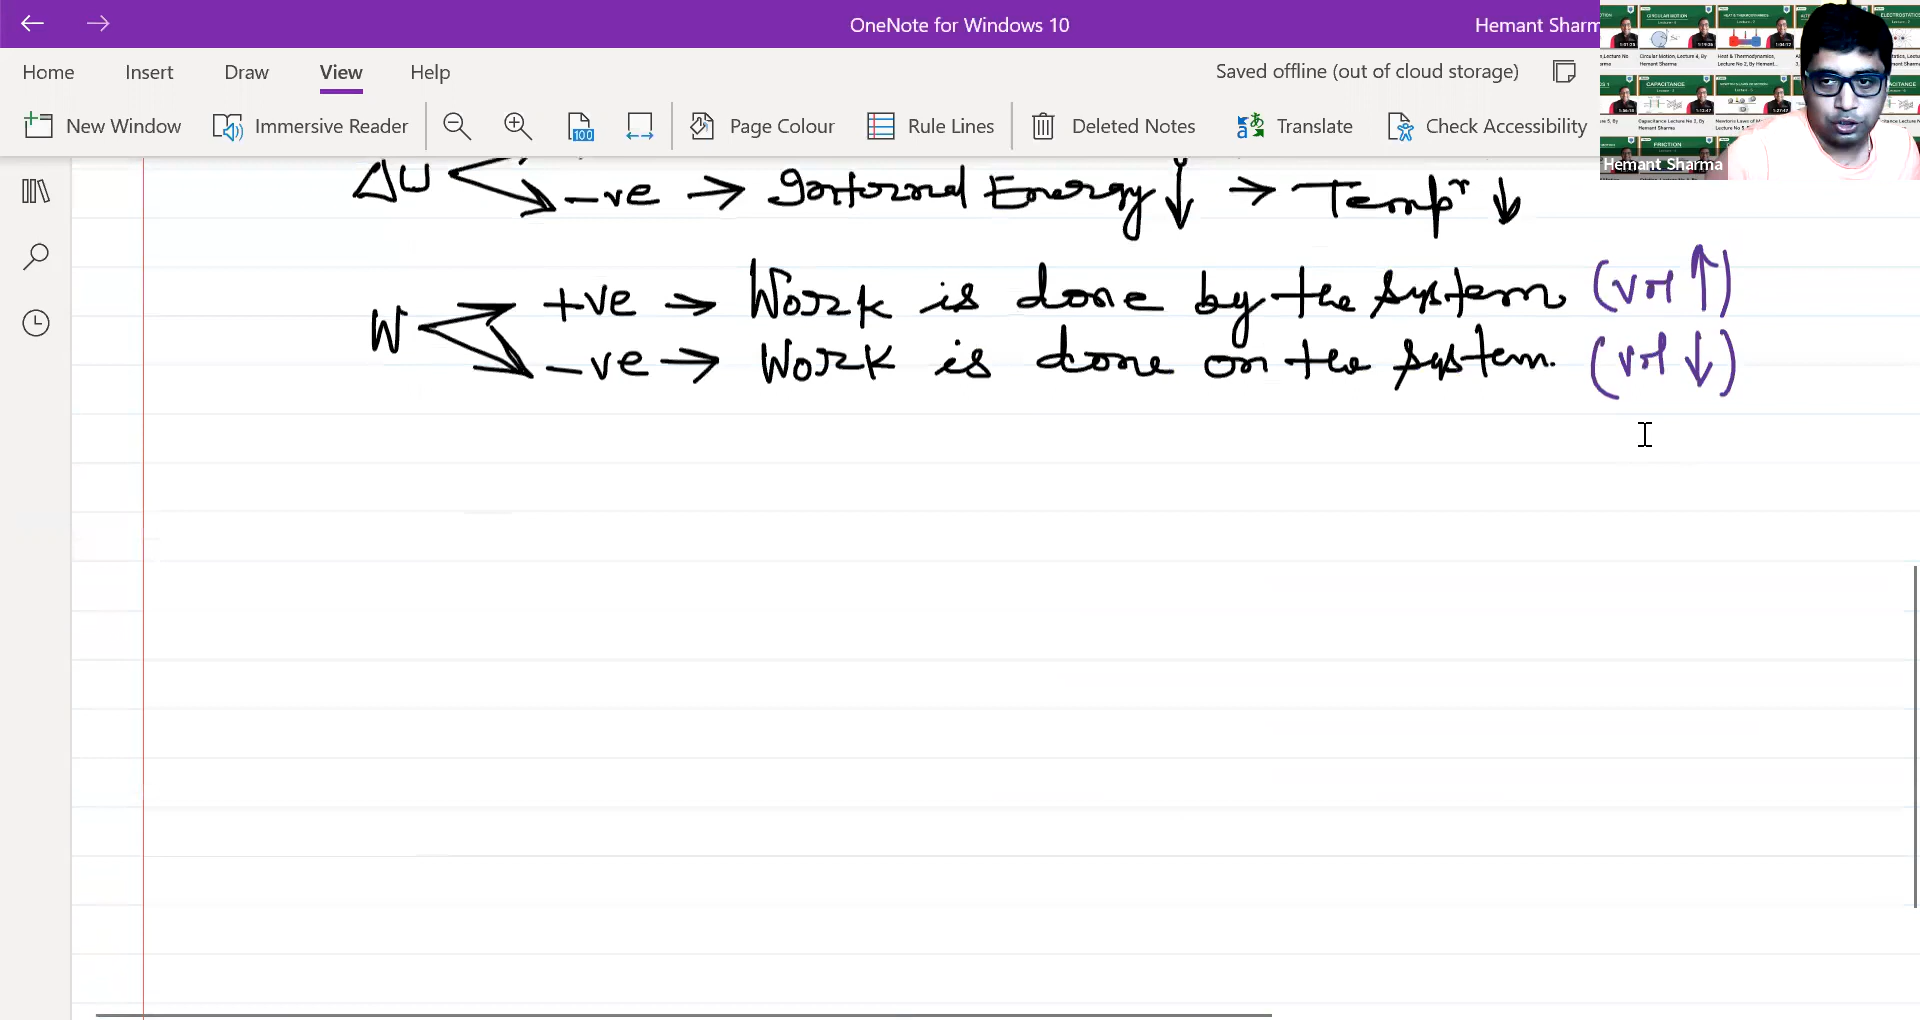 OneNote for Windows 10
Hemant Sharm
Home Insert Draw View Help
Saved offline (out of cloud storage)
New Window Immersive Reader 100 Page Colour Rule Lines Deleted Notes Translate Check Accessibility
Hemant Sharma
ΔU -ve → Internal Energy ↓ → Tempr ↓
W +ve → Work is done by the system (vol ↑)
-ve → Work is done on the system. (vol ↓)